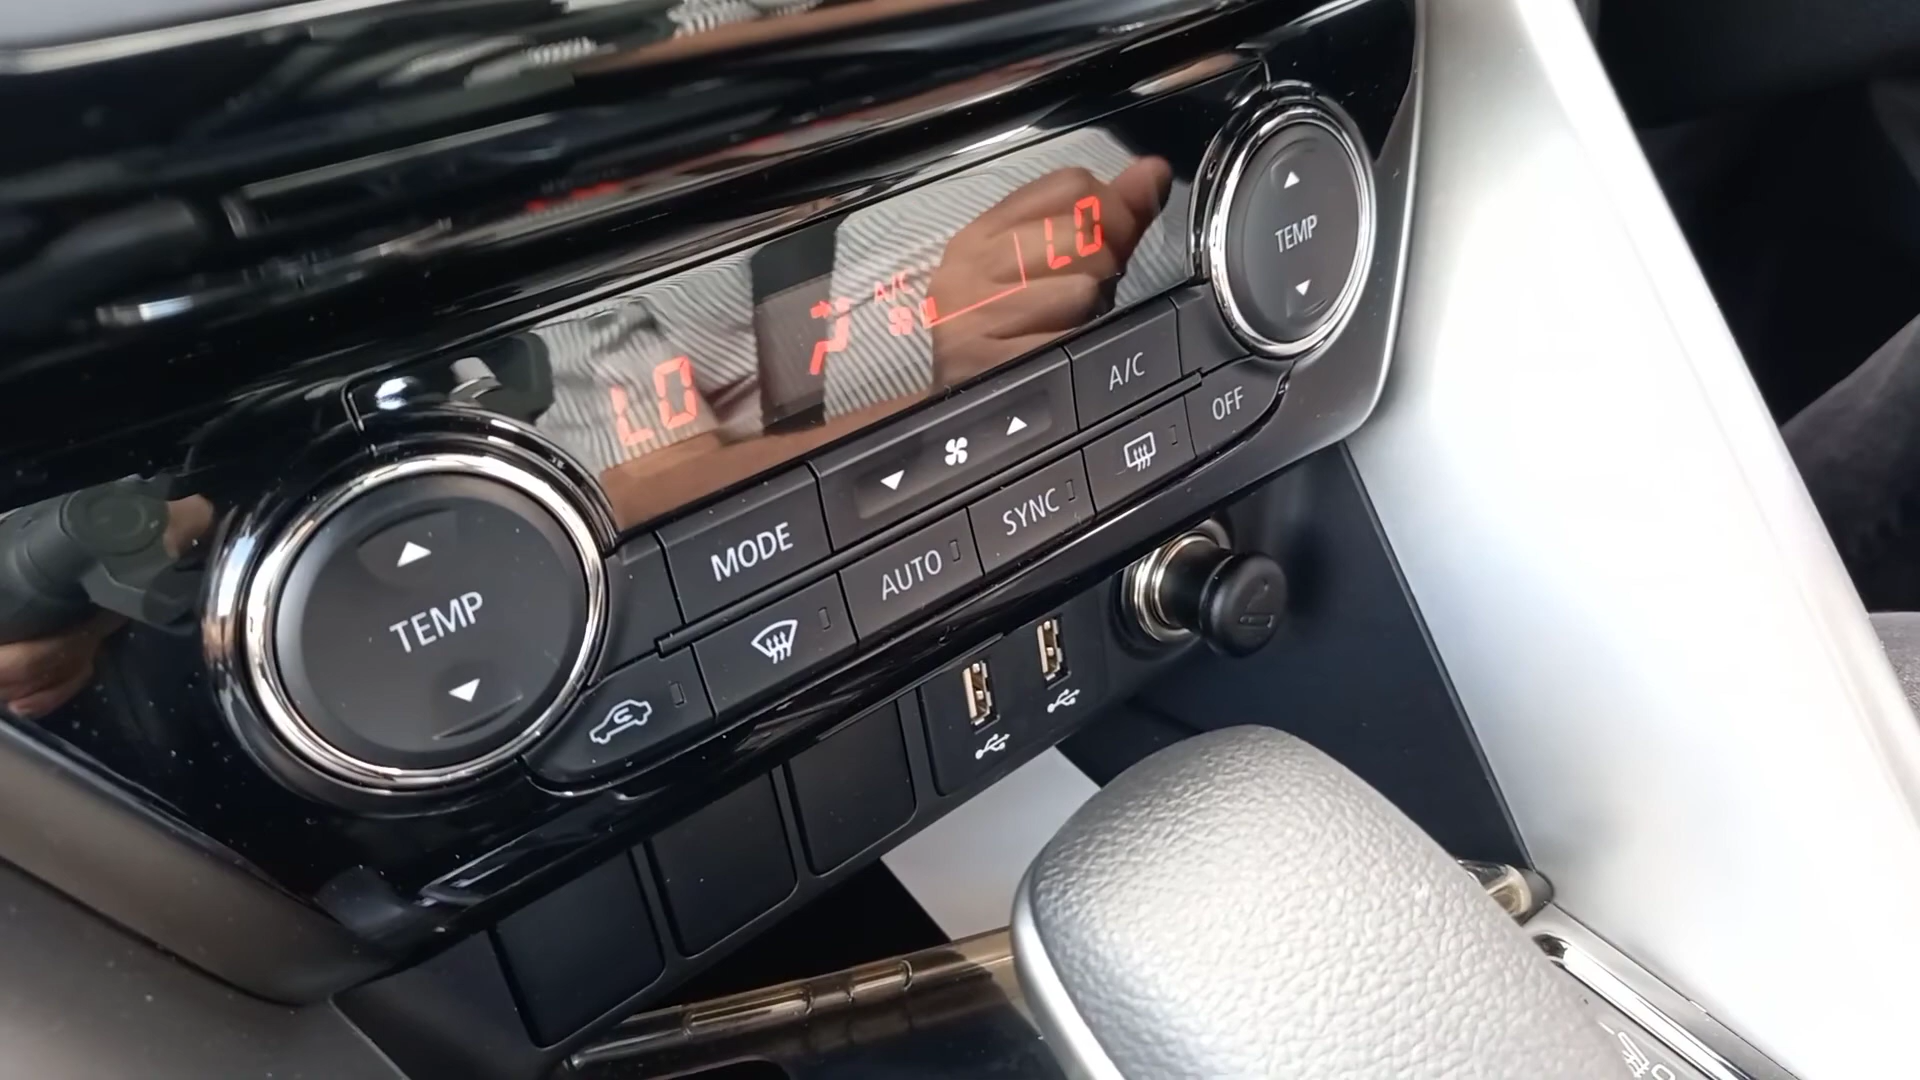 LO
A/C
LO
TEMP
A/C
OFF
MODE
AUTO
SYNC
TEMP